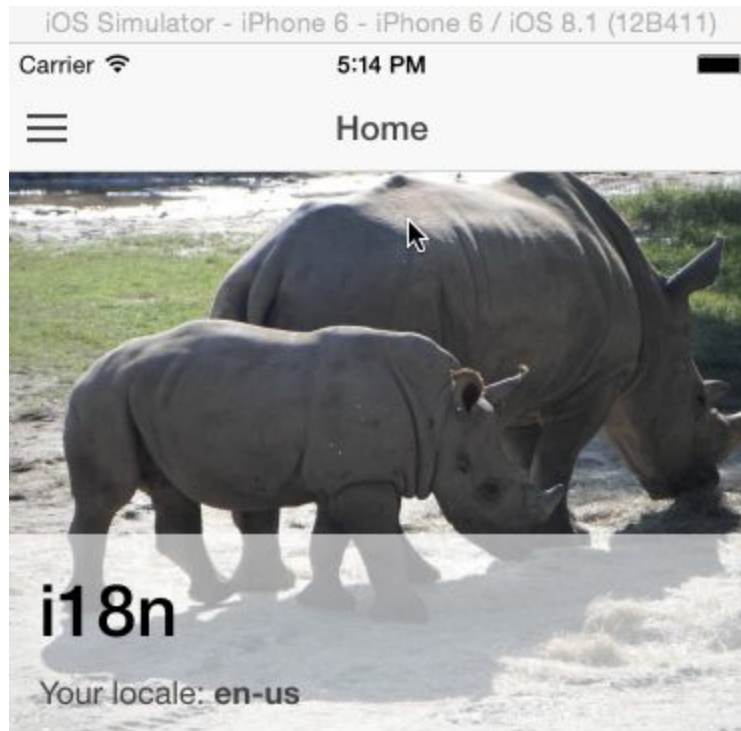 iOS Simulator - iPhone 6 - iPhone 6 / iOS 8.1 (12B411)
Carrier 5:14 PM
Home
i18n
Your locale: en-us